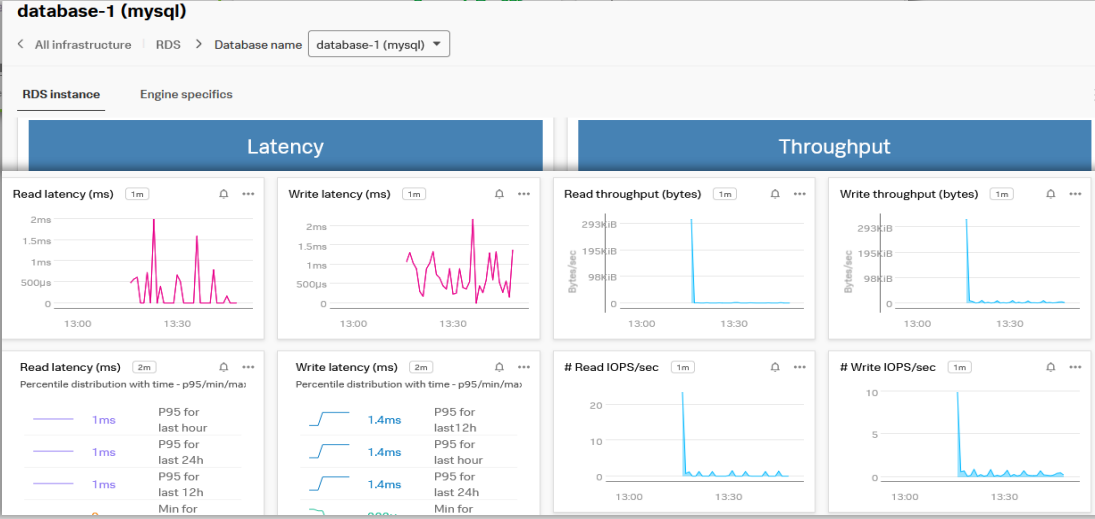 database-1 (mysql)
All infrastructure RDS Database name database-1 (mysql)
RDS instance Engine specifics
Latency Throughput
Read latency (ms) 1m
2ms
1.5ms
1ms
500µs
0
13:00 13:30
Write latency (ms) 1m
2ms
1.5ms
1ms
500µs
0
13:00 13:30
Read throughput (bytes) 1m
Bytes/sec
293KiB
195KiB
98KiB
0
13:00 13:30
Write throughput (bytes) 1m
Bytes/sec
293KiB
195KiB
98KiB
0
13:00 13:30
Read latency (ms) 2m
Percentile distribution with time - p95/min/max
1ms P95 for
last hour
1ms P95 for
last 24h
1ms P95 for
last 12h
Min for
Write latency (ms) 2m
Percentile distribution with time - p95/min/max
1.4ms P95 for
last12h
1.4ms P95 for
last hour
1.4ms P95 for
last 24h
Min for
# Read IOPS/sec 1m
20
10
0
13:00 13:30
# Write IOPS/sec 1m
10
5
0
13:00 13:30